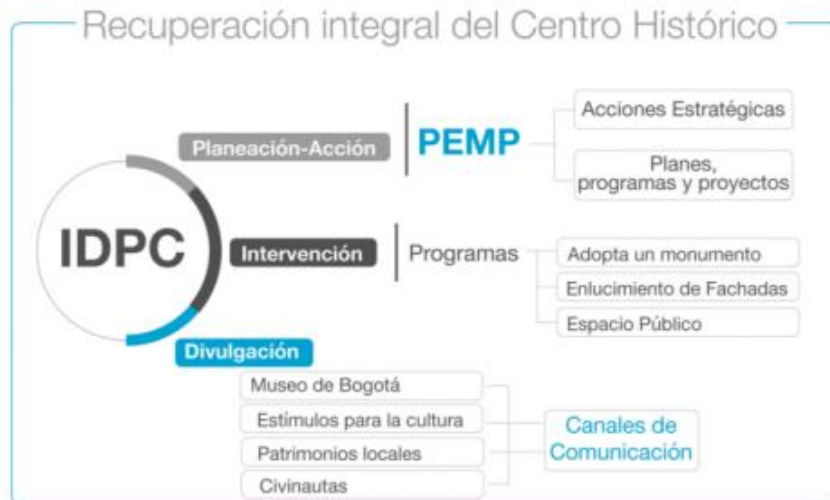 Recuperación integral del Centro Histórico
IDPC
Planeación-Acción
PEMP
Acciones Estratégicas
Planes,
programas y proyectos
Intervención
Programas
Adopta un monumento
Enlucimiento de Fachadas
Espacio Público
Divulgación
Museo de Bogotá
Estímulos para la cultura
Patrimonios locales
Civinautas
Canales de
Comunicación